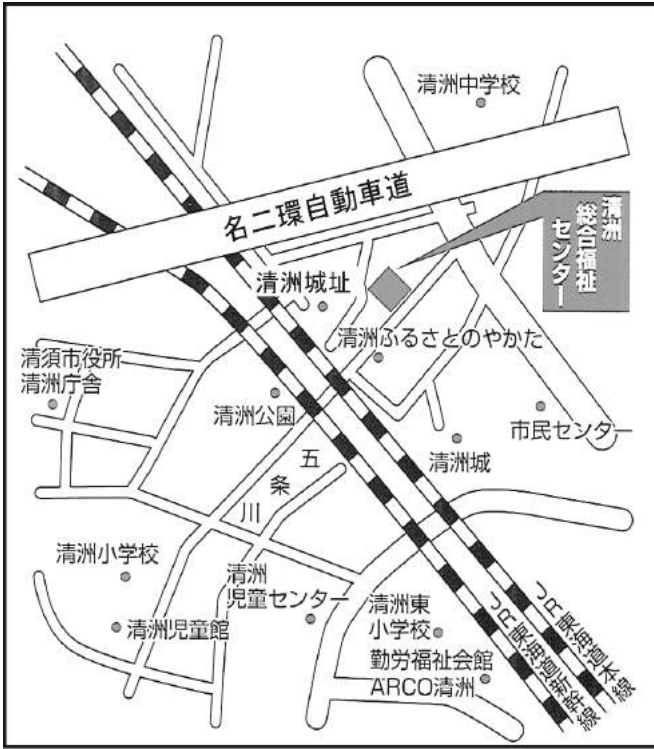 清洲中学校
名二環自動車道
清洲
総合福祉
センター
清洲城址
清洲ふるさとのやかた
清須市役所
清洲庁舎
清洲公園
市民センター
清洲城
五条川
清洲小学校
清洲
児童センター
清洲児童館
清洲東
小学校
勤労福祉会館
ARCO清洲
JR東海道新幹線
JR東海道本線